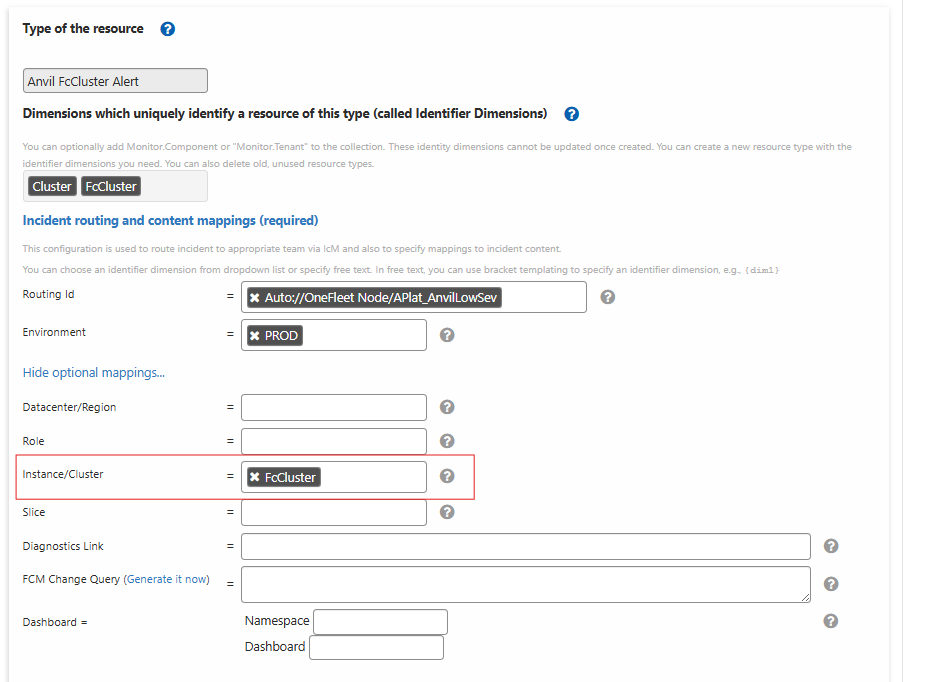 Type of the resource ?
Anvil FcCluster Alert
Dimensions which uniquely identify a resource of this type (called Identifier Dimensions) ?
You can optionally add Monitor.Component or "Monitor.Tenant" to the collection. These identity dimensions cannot be updated once created. You can create a new resource type with the
identifier dimensions you need. You can also delete old, unused resource types.
Cluster FcCluster
Incident routing and content mappings (required)
This configuration is used to route incident to appropriate team via IcM and also to specify mappings to incident content.
You can choose an identifier dimension from dropdown list or specify free text. In free text, you can use bracket templating to specify an identifier dimension, e.g., {dim1}
Routing Id = ✖ Auto://OneFleet Node/APlat_AnvilLowSev ?
Environment = ✖ PROD ?
Hide optional mappings...
Datacenter/Region = ?
Role = ?
Instance/Cluster = ✖ FcCluster ?
Slice = ?
Diagnostics Link = ?
FCM Change Query (Generate it now) = ?
Dashboard = Namespace ?
Dashboard